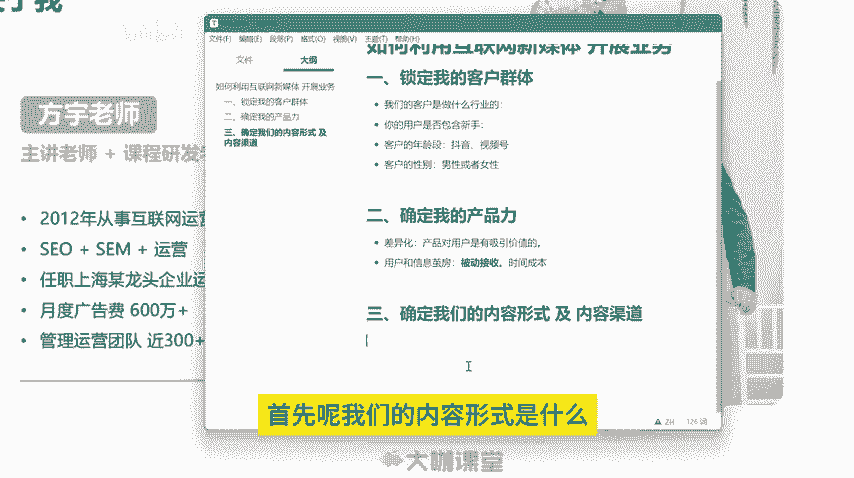 于我
方宇老师
主讲老师 + 课程研发
• 2012年从事互联网运营
• SEO + SEM + 运营
• 任职上海某龙头企业运
• 月度广告费 600万+
• 管理运营团队 近300+
文件(F) 编辑(E) 段落(P) 格式(O) 视图(V) 主题(T) 帮助(H)
文件 大纲
如何利用互联网新媒体 开展业务
一、锁定我的客户群体
二、确定我的产品力
三、确定我们的内容形式 及
内容渠道
如何利用互联网新媒体 开展业务
一、锁定我的客户群体
• 我们的客户是做什么行业的：
• 你的用户是否包含新手：
• 客户的年龄段：抖音、视频号
• 客户的性别：男性或者女性
二、确定我的产品力
• 差异化：产品对用户是有吸引价值的，
• 用户和信息茧房：被动接收，时间成本
三、确定我们的内容形式 及 内容渠道
ZH 126 词
首先呢我们的内容形式是什么
大咖课堂